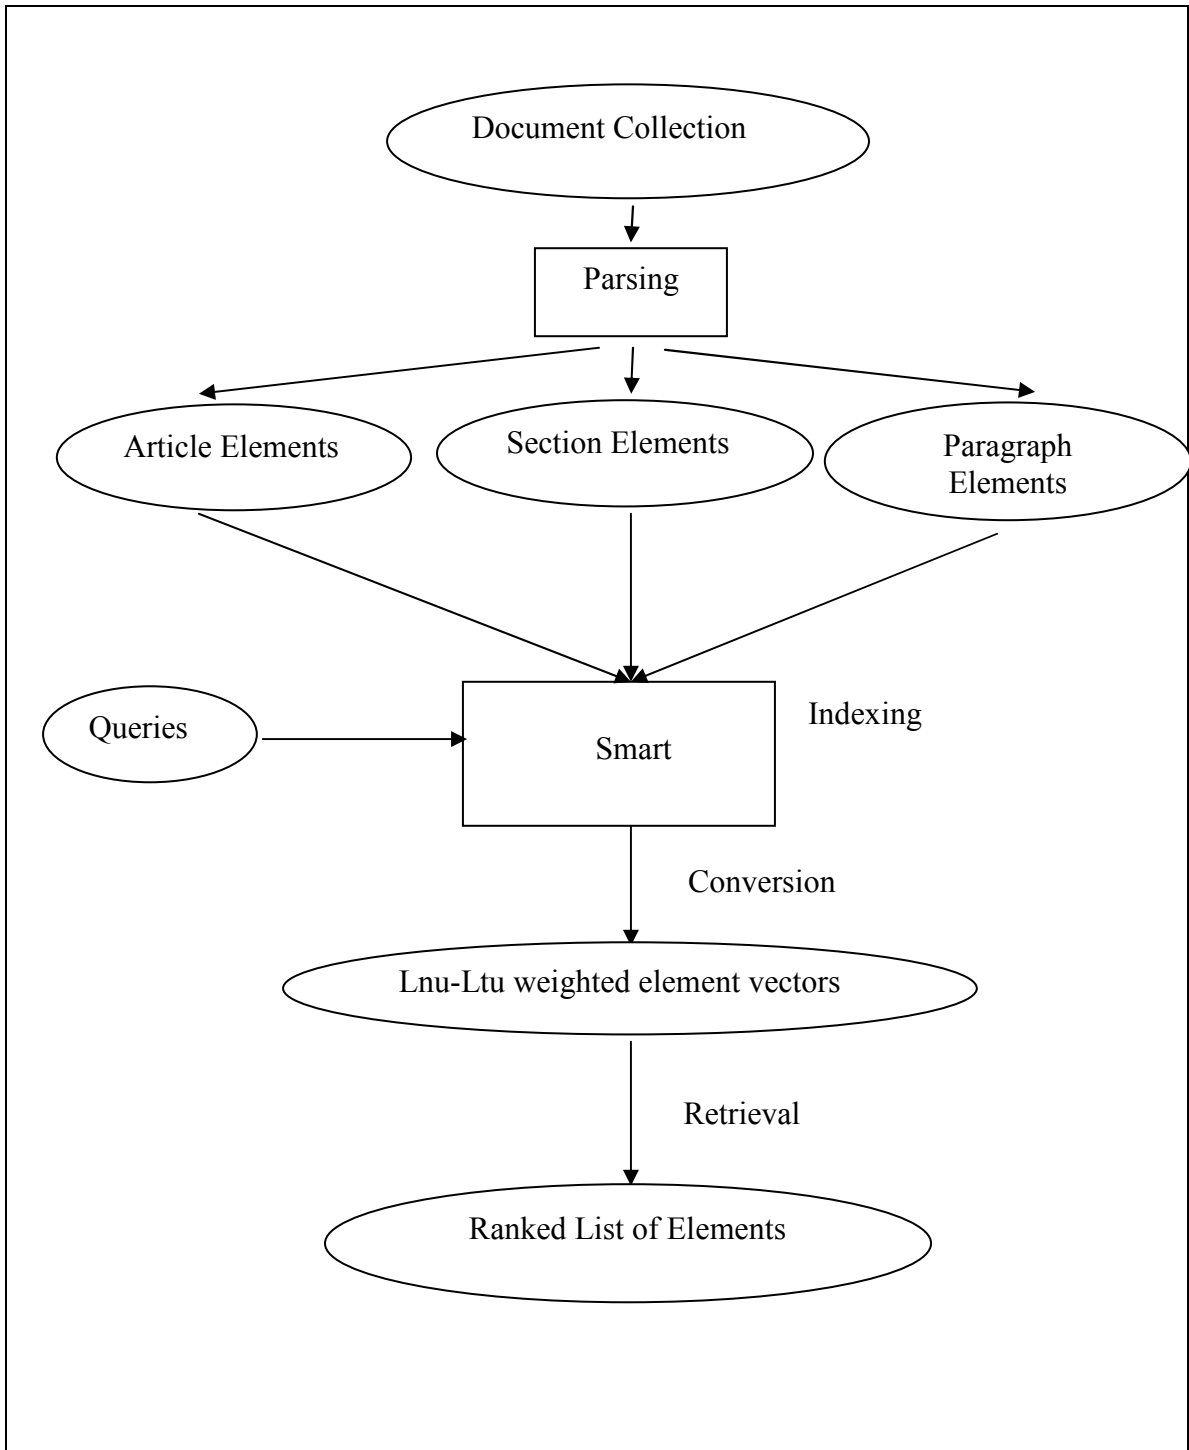 Document Collection
Parsing
Article Elements
Section Elements
Paragraph
Elements
Queries
Indexing
Smart
Conversion
Lnu-Ltu weighted element vectors
Retrieval
Ranked List of Elements